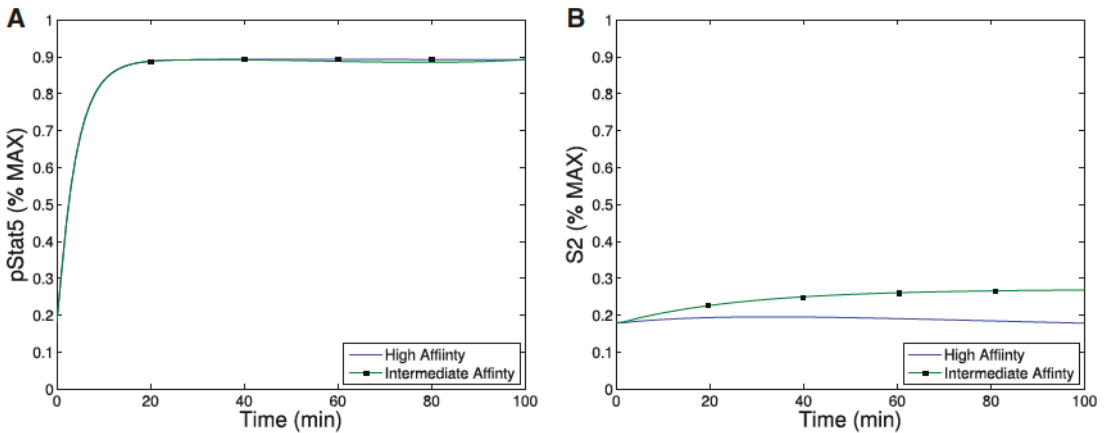 A
pStat5 (% MAX)
1
0.9
0.8
0.7
0.6
0.5
0.4
0.3
0.2
0.1
0
0 20 40 60 80 100
Time (min)
High Affiinty
Intermediate Affinty
B
S2 (% MAX)
1
0.9
0.8
0.7
0.6
0.5
0.4
0.3
0.2
0.1
0
0 20 40 60 80 100
Time (min)
High Affiinty
Intermediate Affinty